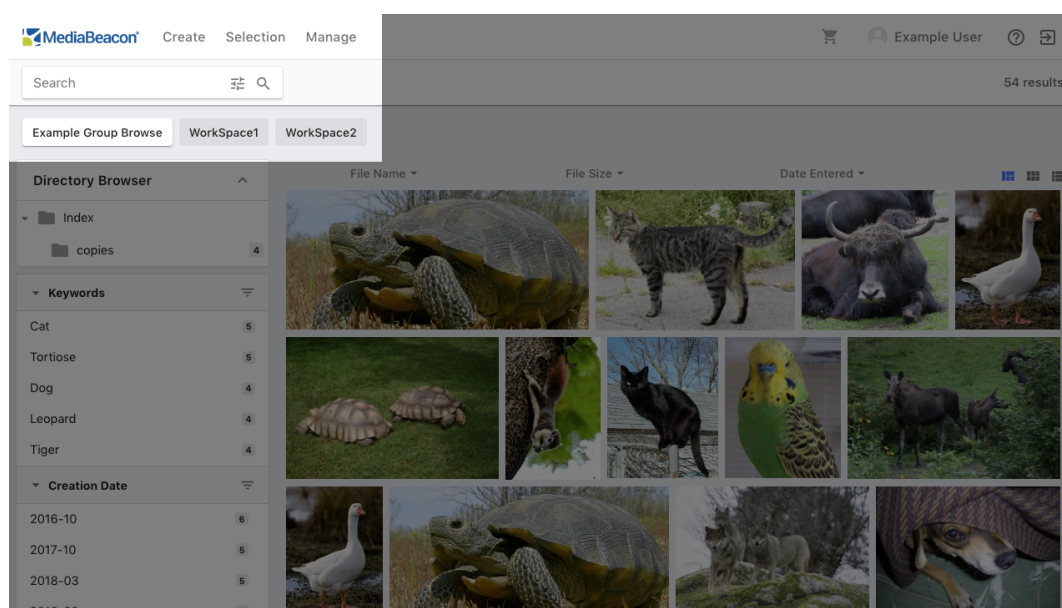 MediaBeacon® Create Selection Manage Example User
Search 54 results
Example Group Browse WorkSpace1 WorkSpace2
Directory Browser File Name File Size Date Entered
Index
copies 4
Keywords
Cat 5
Tortiose 5
Dog 4
Leopard 4
Tiger 4
Creation Date
2016-10 6
2017-10 5
2018-03 5